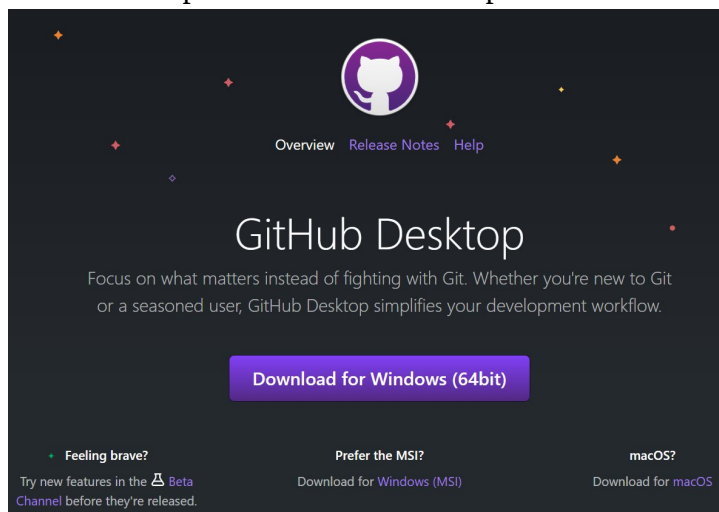 Overview Release Notes Help
GitHub Desktop
Focus on what matters instead of fighting with Git. Whether you're new to Git
or a seasoned user, GitHub Desktop simplifies your development workflow.
Download for Windows (64bit)
Feeling brave?
Try new features in the Beta
Channel before they're released.
Prefer the MSI?
Download for Windows (MSI)
macOS?
Download for macOS